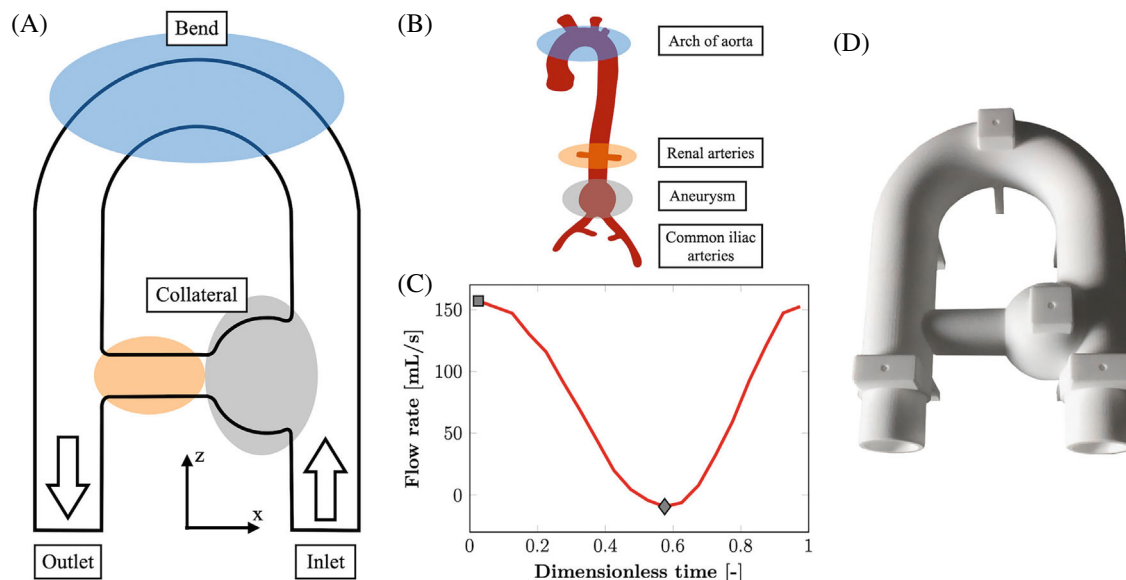 (A)
Bend
Collateral
z
x
Outlet
Inlet
(B)
Arch of aorta
Renal arteries
Aneurysm
Common iliac
arteries
(C)
Flow rate [mL/s]
150
100
50
0
0
0.2
0.4
0.6
0.8
1
Dimensionless time [-]
(D)